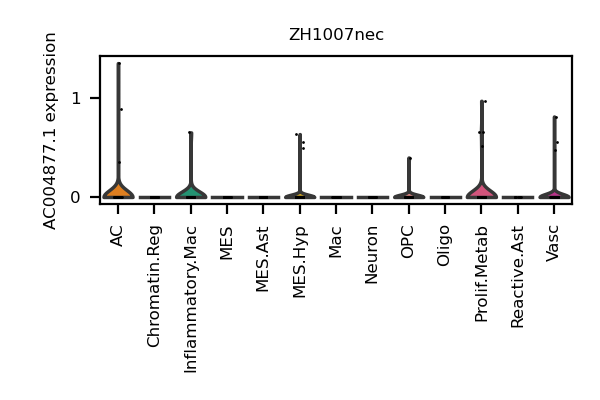 ZH1007nec
AC004877.1 expression
1
0
AC
Chromatin.Reg
Inflammatory.Mac
MES
MES.Ast
MES.Hyp
Mac
Neuron
OPC
Oligo
Prolif.Metab
Reactive.Ast
Vasc